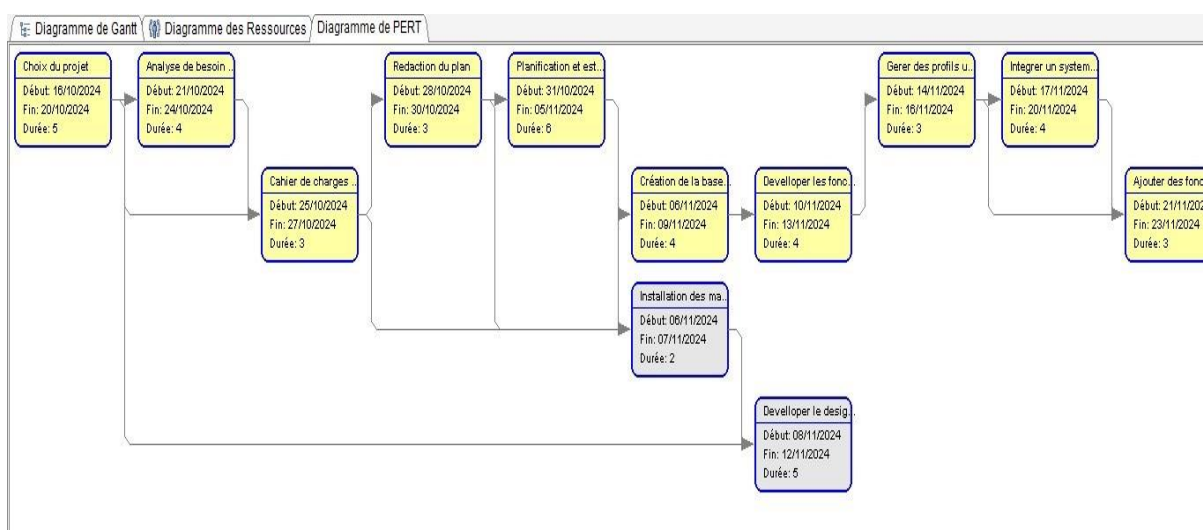 Diagramme de Gantt
Diagramme des Ressources
Diagramme de PERT
Choix du projet
Début: 16/10/2024
Fin: 20/10/2024
Durée: 5
Analyse de besoin ...
Début: 21/10/2024
Fin: 24/10/2024
Durée: 4
Redaction du plan
Début: 28/10/2024
Fin: 30/10/2024
Durée: 3
Planification et est...
Début: 31/10/2024
Fin: 05/11/2024
Durée: 6
Gerer des profils u...
Début: 14/11/2024
Fin: 16/11/2024
Durée: 3
Integrer un system...
Début: 17/11/2024
Fin: 20/11/2024
Durée: 4
Cahier de charges ...
Début: 25/10/2024
Fin: 27/10/2024
Durée: 3
Création de la base...
Début: 06/11/2024
Fin: 09/11/2024
Durée: 4
Developper les fonc...
Début: 10/11/2024
Fin: 13/11/2024
Durée: 4
Ajouter des fonc
Début: 21/11/202
Fin: 23/11/2024
Durée: 3
Installation des ma...
Début: 06/11/2024
Fin: 07/11/2024
Durée: 2
Developper le desig...
Début: 08/11/2024
Fin: 12/11/2024
Durée: 5